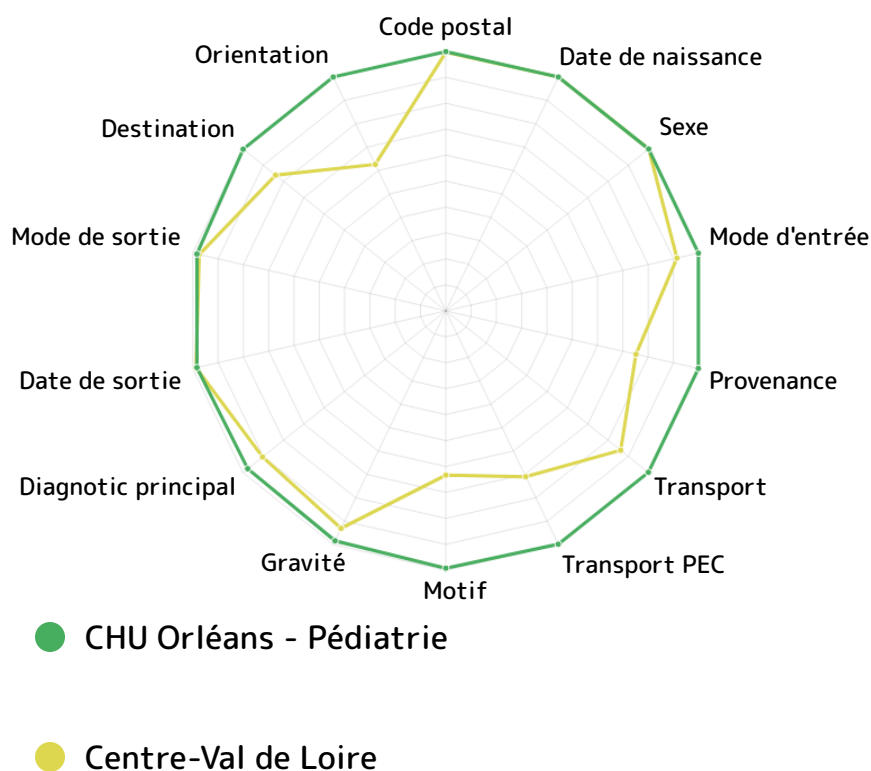 Code postal
Orientation
Date de naissance
Destination
Sexe
Mode de sortie
Mode d'entrée
Date de sortie
Provenance
Diagnotic principal
Transport
Gravité
Transport PEC
Motif
CHU Orléans - Pédiatrie
Centre-Val de Loire